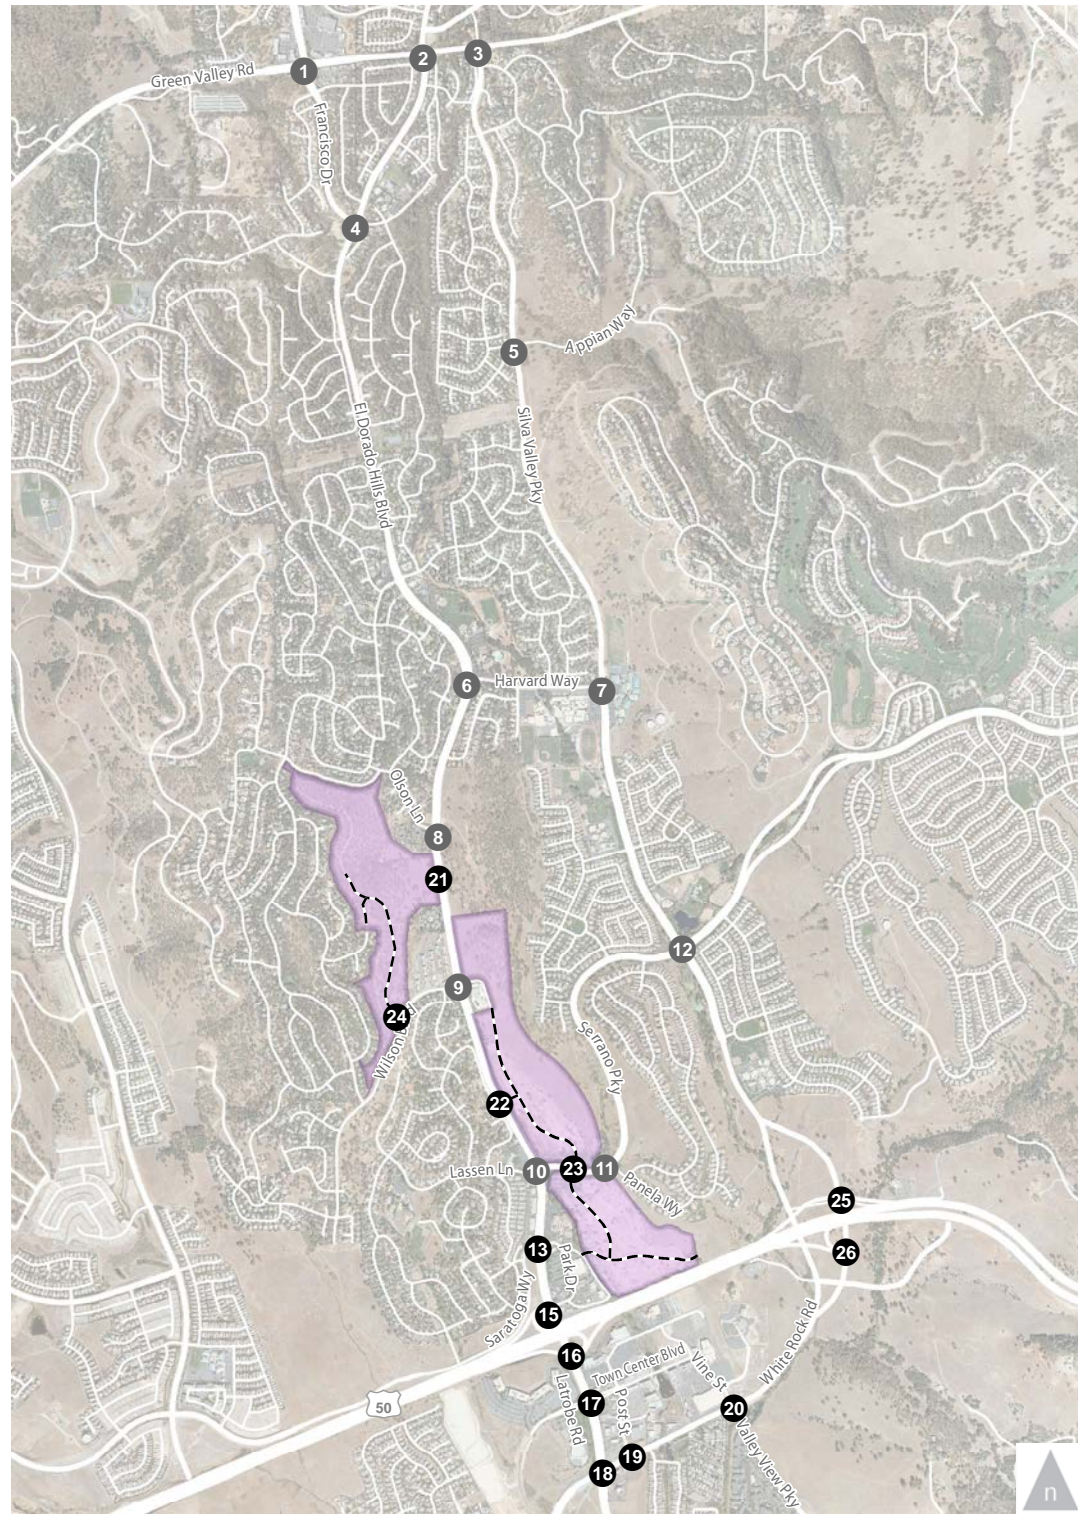 3
2
1
Green Valley Rd
Francisco Dr
4
Appian Way
5
El Dorado Hills Blvd
Silva Valley Pky
6
Harvard Way
7
Olson Ln
8
21
12
9
24
Wilson
Serrano Pky
22
Lassen Ln
10
23
11
Panela Wy
25
13
Park Dr
26
Saratoga Wy
15
16
Town Center Blvd
Vine St
White Rock Rd
50
Latrobe Rd
17
Post St
20
Valley View Pky
19
18
n